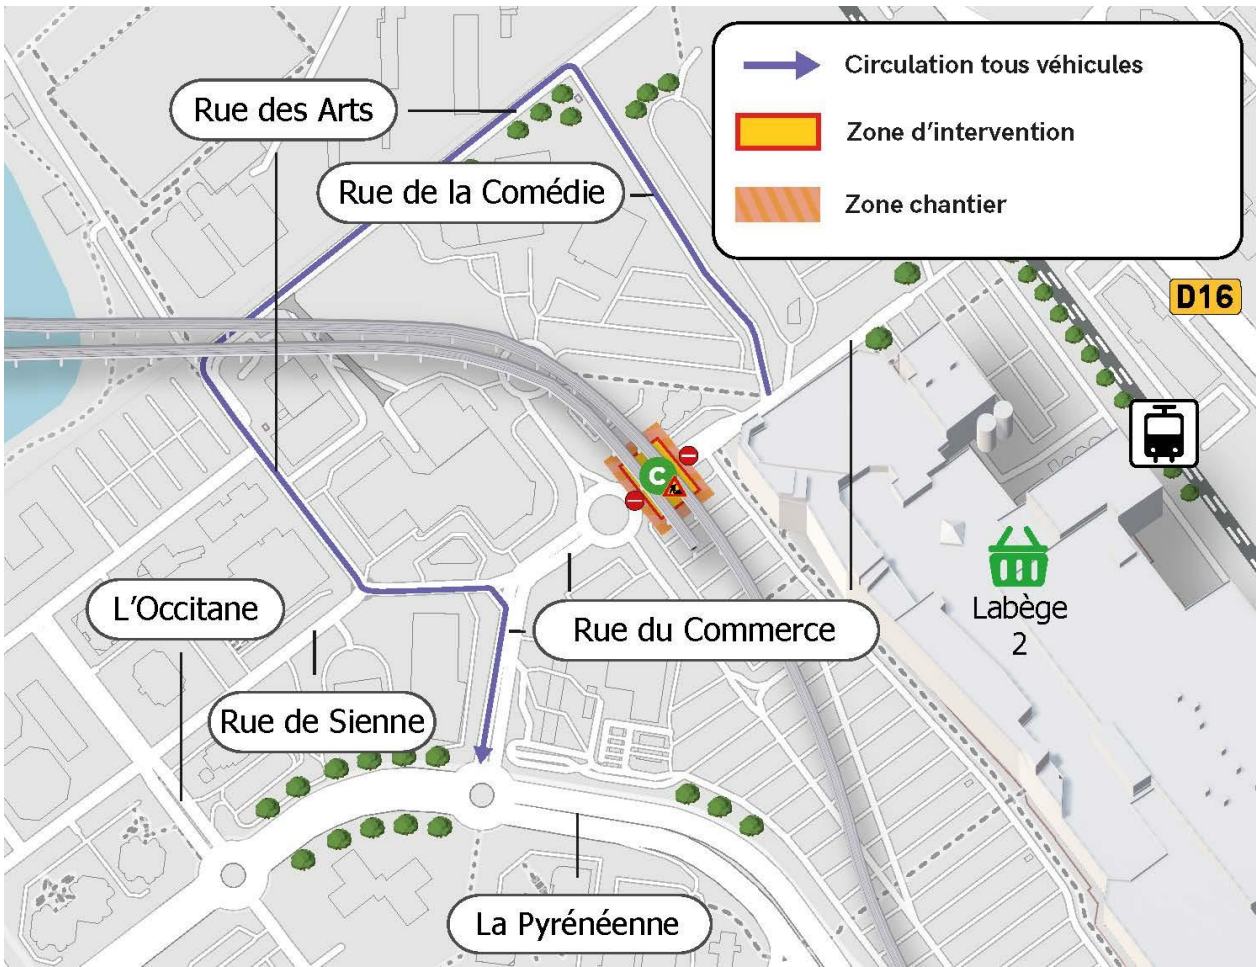 Circulation tous véhicules
Zone d'intervention
Zone chantier
Rue des Arts
Rue de la Comédie
D16
C
L'Occitane
Rue du Commerce
Labège
2
Rue de Sienne
La Pyrénéenne